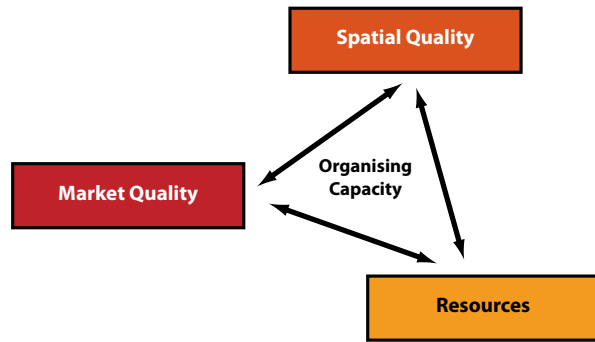 Spatial Quality
Organising
Capacity
Market Quality
Resources